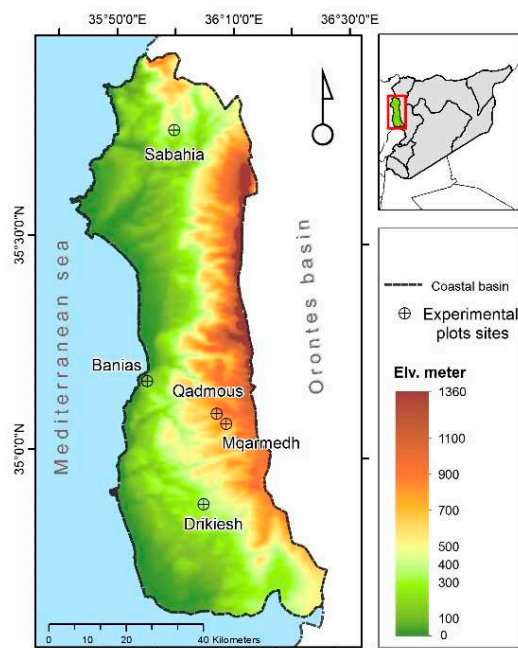 35°50'0"E 36°10'0"E 36°30'0"E
35°30'0"N
35°0'0"N
Sabahia
Mediterranean sea
Orontes basin
Banias
Qadmous
Mqarmedh
Drikiesh
0 10 20 40 Kilometers
Coastal basin
Experimental
plots sites
Elv. meter
1360
1100
900
700
500
400
300
100
0